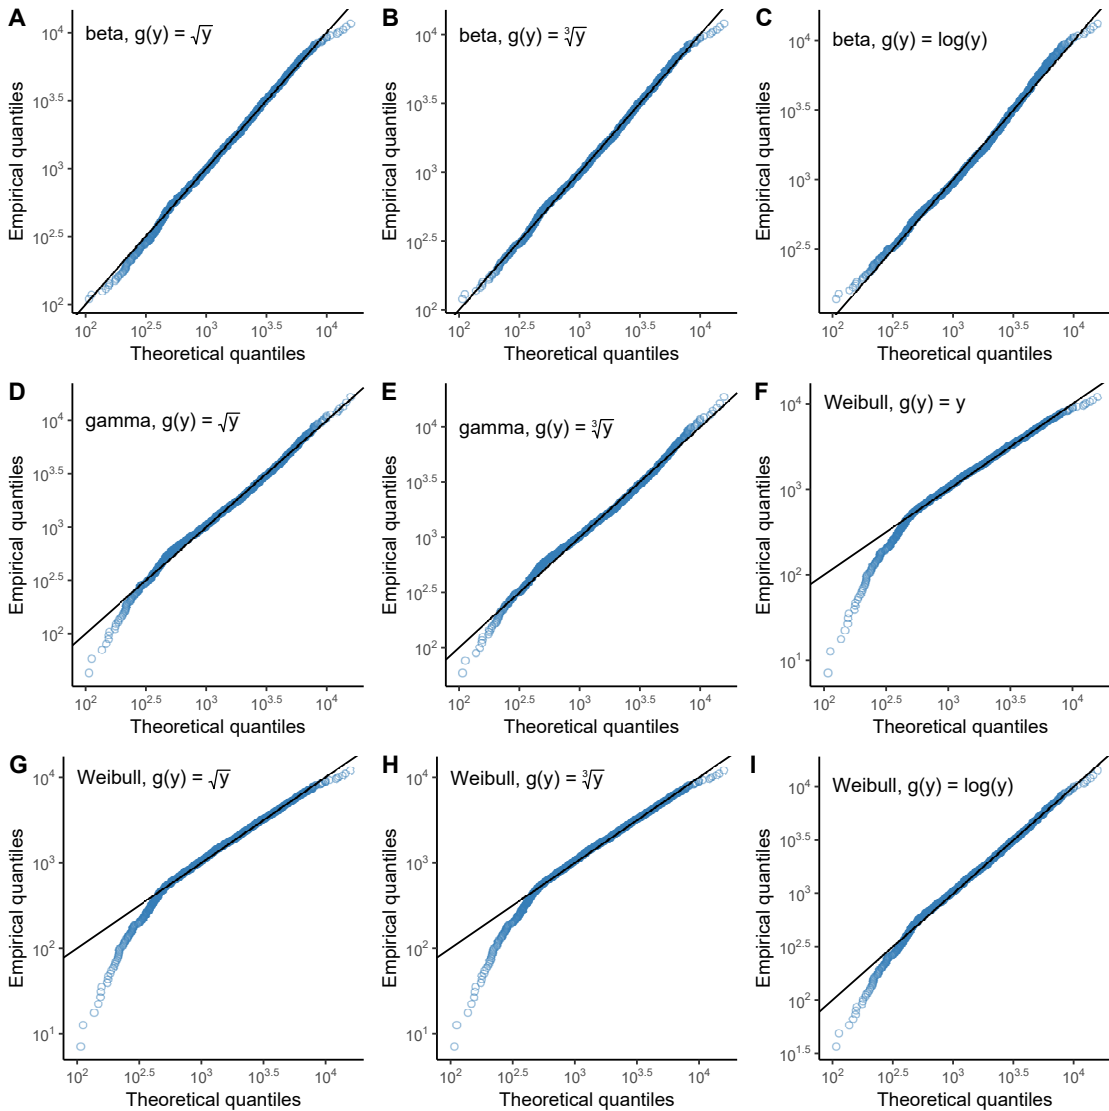 A
beta, g(y) = √y
Empirical quantiles
10^4
10^3.5
10^3
10^2.5
10^2
10^2 10^2.5 10^3 10^3.5 10^4
Theoretical quantiles
B
beta, g(y) = ∛y
Empirical quantiles
10^4
10^3.5
10^3
10^2.5
10^2
10^2 10^2.5 10^3 10^3.5 10^4
Theoretical quantiles
C
beta, g(y) = log(y)
Empirical quantiles
10^4
10^3.5
10^3
10^2.5
10^2 10^2.5 10^3 10^3.5 10^4
Theoretical quantiles
D
gamma, g(y) = √y
Empirical quantiles
10^4
10^3.5
10^3
10^2.5
10^2
10^2 10^2.5 10^3 10^3.5 10^4
Theoretical quantiles
E
gamma, g(y) = ∛y
Empirical quantiles
10^4
10^3.5
10^3
10^2.5
10^2
10^2 10^2.5 10^3 10^3.5 10^4
Theoretical quantiles
F
Weibull, g(y) = y
Empirical quantiles
10^4
10^3
10^2
10^1
10^2 10^2.5 10^3 10^3.5 10^4
Theoretical quantiles
G
Weibull, g(y) = √y
Empirical quantiles
10^4
10^3
10^2
10^1
10^2 10^2.5 10^3 10^3.5 10^4
Theoretical quantiles
H
Weibull, g(y) = ∛y
Empirical quantiles
10^4
10^3
10^2
10^1
10^2 10^2.5 10^3 10^3.5 10^4
Theoretical quantiles
I
Weibull, g(y) = log(y)
Empirical quantiles
10^4
10^3.5
10^3
10^2.5
10^2
10^1.5
10^2 10^2.5 10^3 10^3.5 10^4
Theoretical quantiles